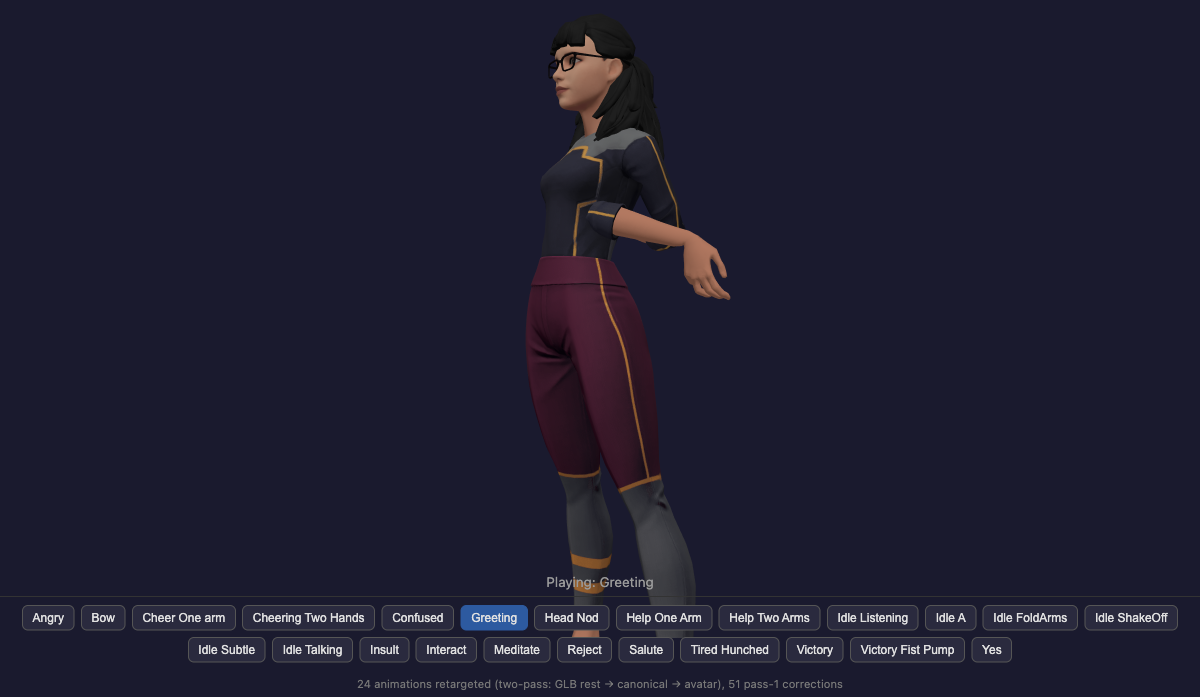 Playing: Greeting
Angry Bow Cheer One arm Cheering Two Hands Confused Greeting Head Nod Help One Arm Help Two Arms Idle Listening Idle A Idle FoldArms Idle ShakeOff
Idle Subtle Idle Talking Insult Interact Meditate Reject Salute Tired Hunched Victory Victory Fist Pump Yes
24 animations retargeted (two-pass: GLB rest → canonical → avatar), 51 pass-1 corrections